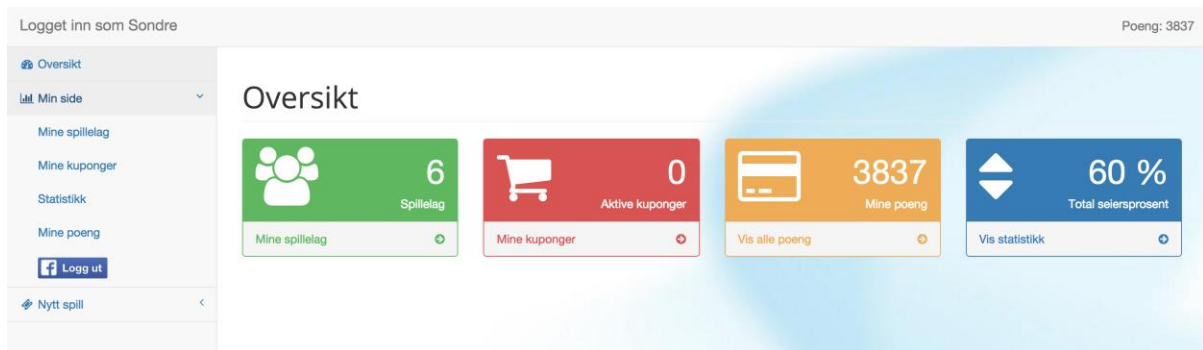 Logget inn som Sondre
Poeng: 3837
Oversikt
Min side
Mine spillelag
Mine kuponger
Statistikk
Mine poeng
Logg ut
Nytt spill
Oversikt
6
Spillelag
Mine spillelag
0
Aktive kuponger
Mine kuponger
3837
Mine poeng
Vis alle poeng
60 %
Total seiersprosent
Vis statistikk